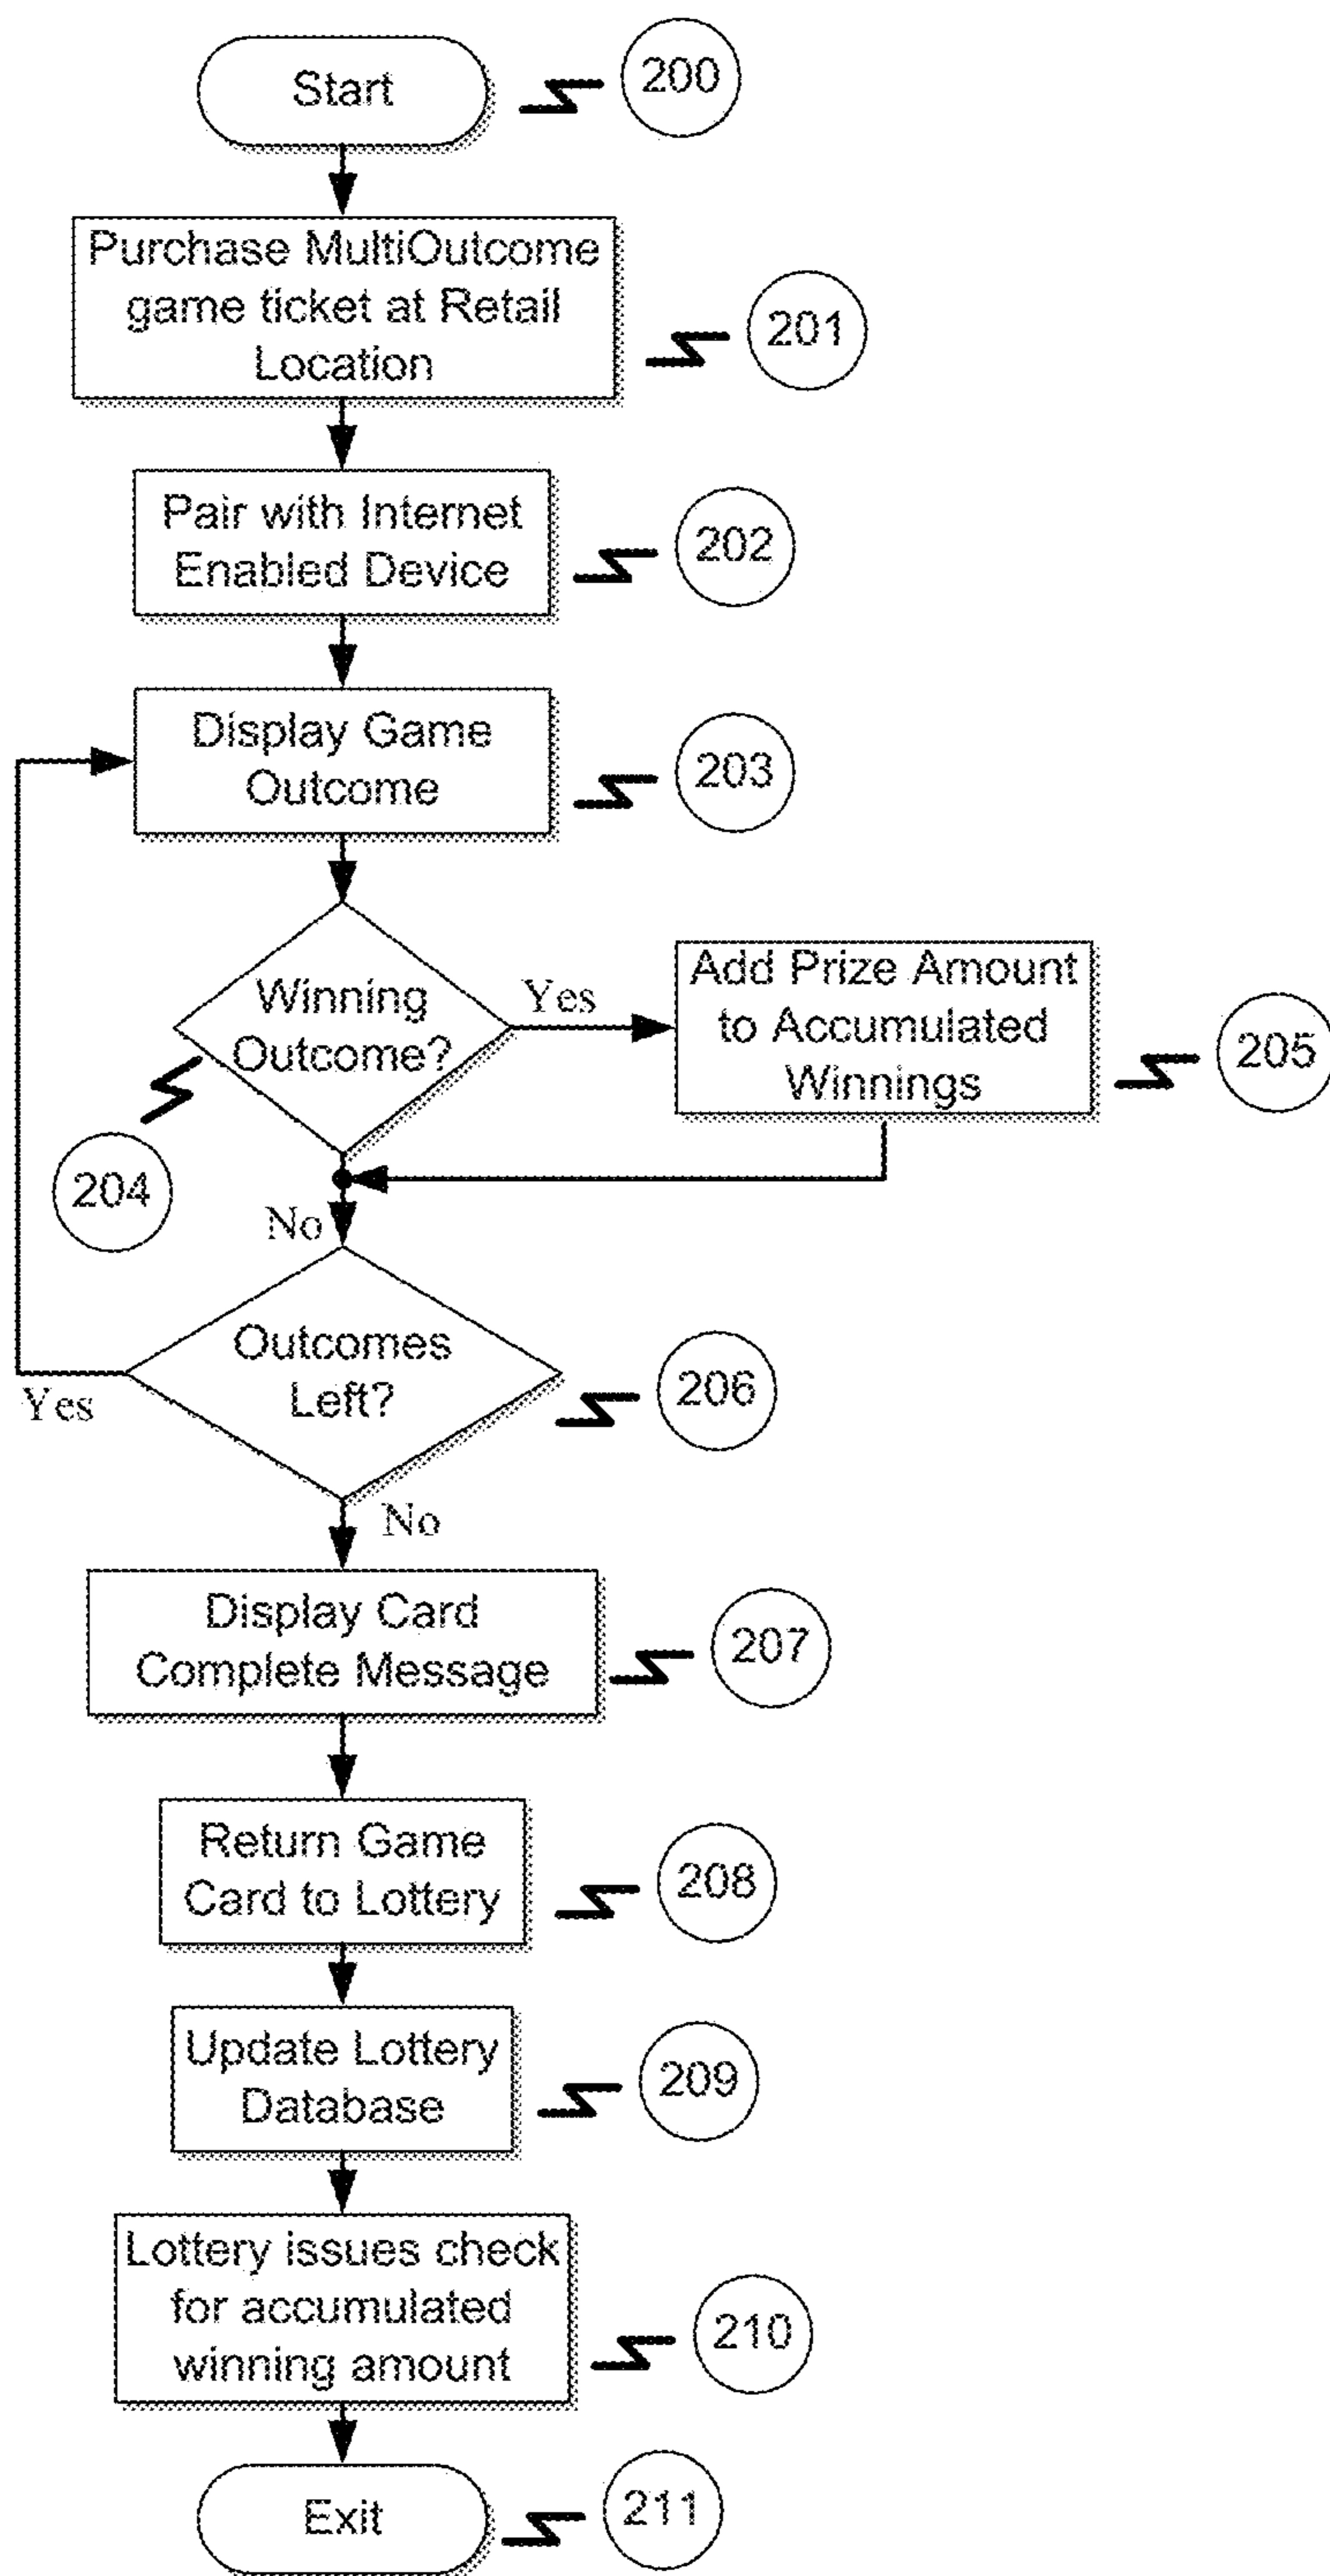 Start
200
Purchase MultiOutcome
game ticket at Retail
Location
201
Pair with Internet
Enabled Device
202
Display Game
Outcome
203
Winning
Outcome?
Yes
Add Prize Amount
to Accumulated
Winnings
205
204
No
Outcomes
Left?
206
Yes
No
Display Card
Complete Message
207
Return Game
Card to Lottery
208
Update Lottery
Database
209
Lottery issues check
for accumulated
winning amount
210
Exit
211